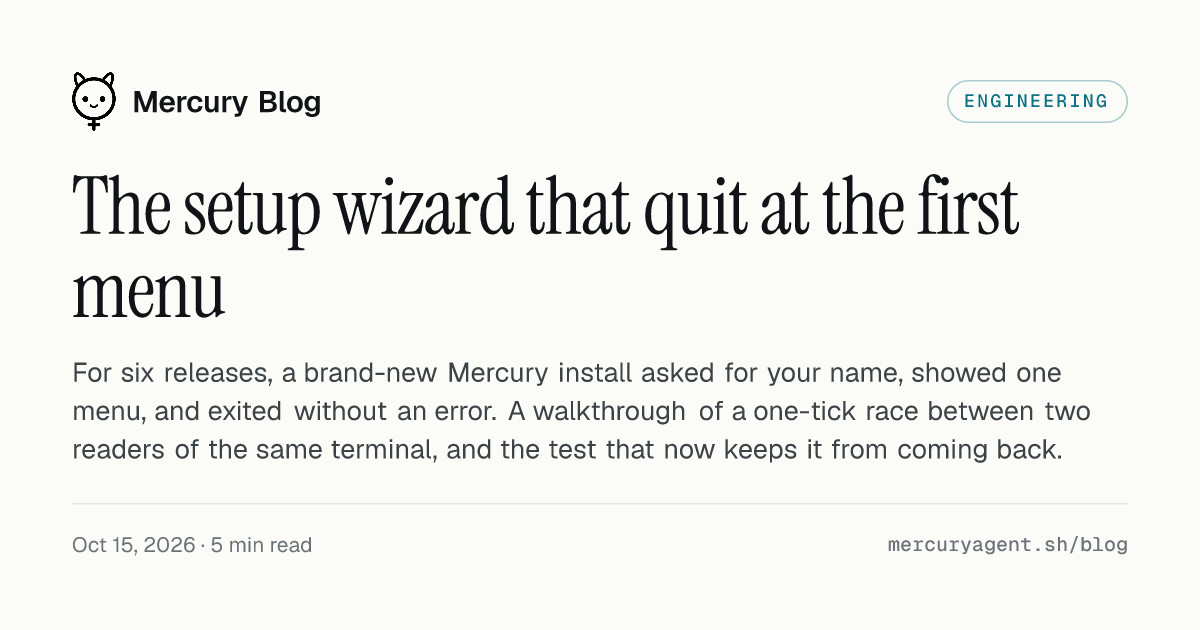 Mercury Blog
ENGINEERING
The setup wizard that quit at the first
menu
For six releases, a brand-new Mercury install asked for your name, showed one
menu, and exited without an error. A walkthrough of a one-tick race between two
readers of the same terminal, and the test that now keeps it from coming back.
Oct 15, 2026 · 5 min read
mercuryagent.sh/blog